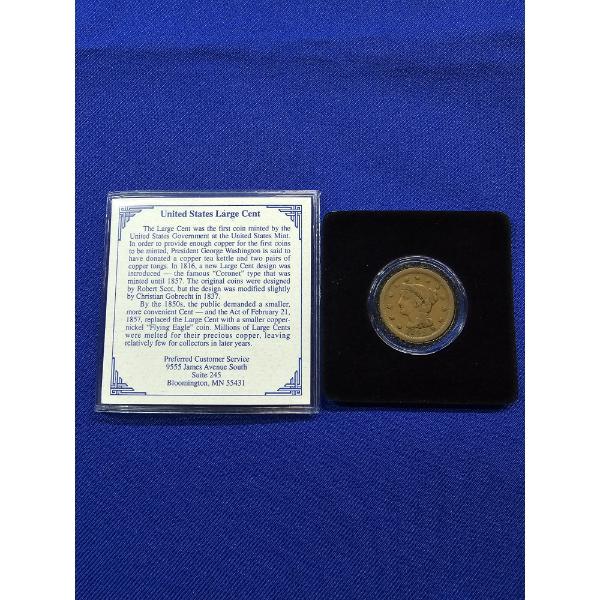 United States Large Cent
The Large Cent was the first coin minted by the
United States Government at the United States Mint.
In order to provide enough copper for the first coins
to be minted, President George Washington is said to
have donated a copper tea kettle and two pairs of
copper tongs. In 1816, a new Large Cent design was
introduced — the famous "Coronet" type that was
minted until 1857. The original coins were designed
by Robert Scot, but the design was modified slightly
by Christian Gobrecht in 1837.
By the 1850s, the public demanded a smaller,
more convenient Cent — and the Act of February 21,
1857, replaced the Large Cent with a smaller copper-
nickel "Flying Eagle" coin. Millions of Large Cents
were melted for their precious copper, leaving
relatively few for collectors in later years.
Preferred Customer Service
9555 James Avenue South
Suite 245
Bloomington, MN 55431